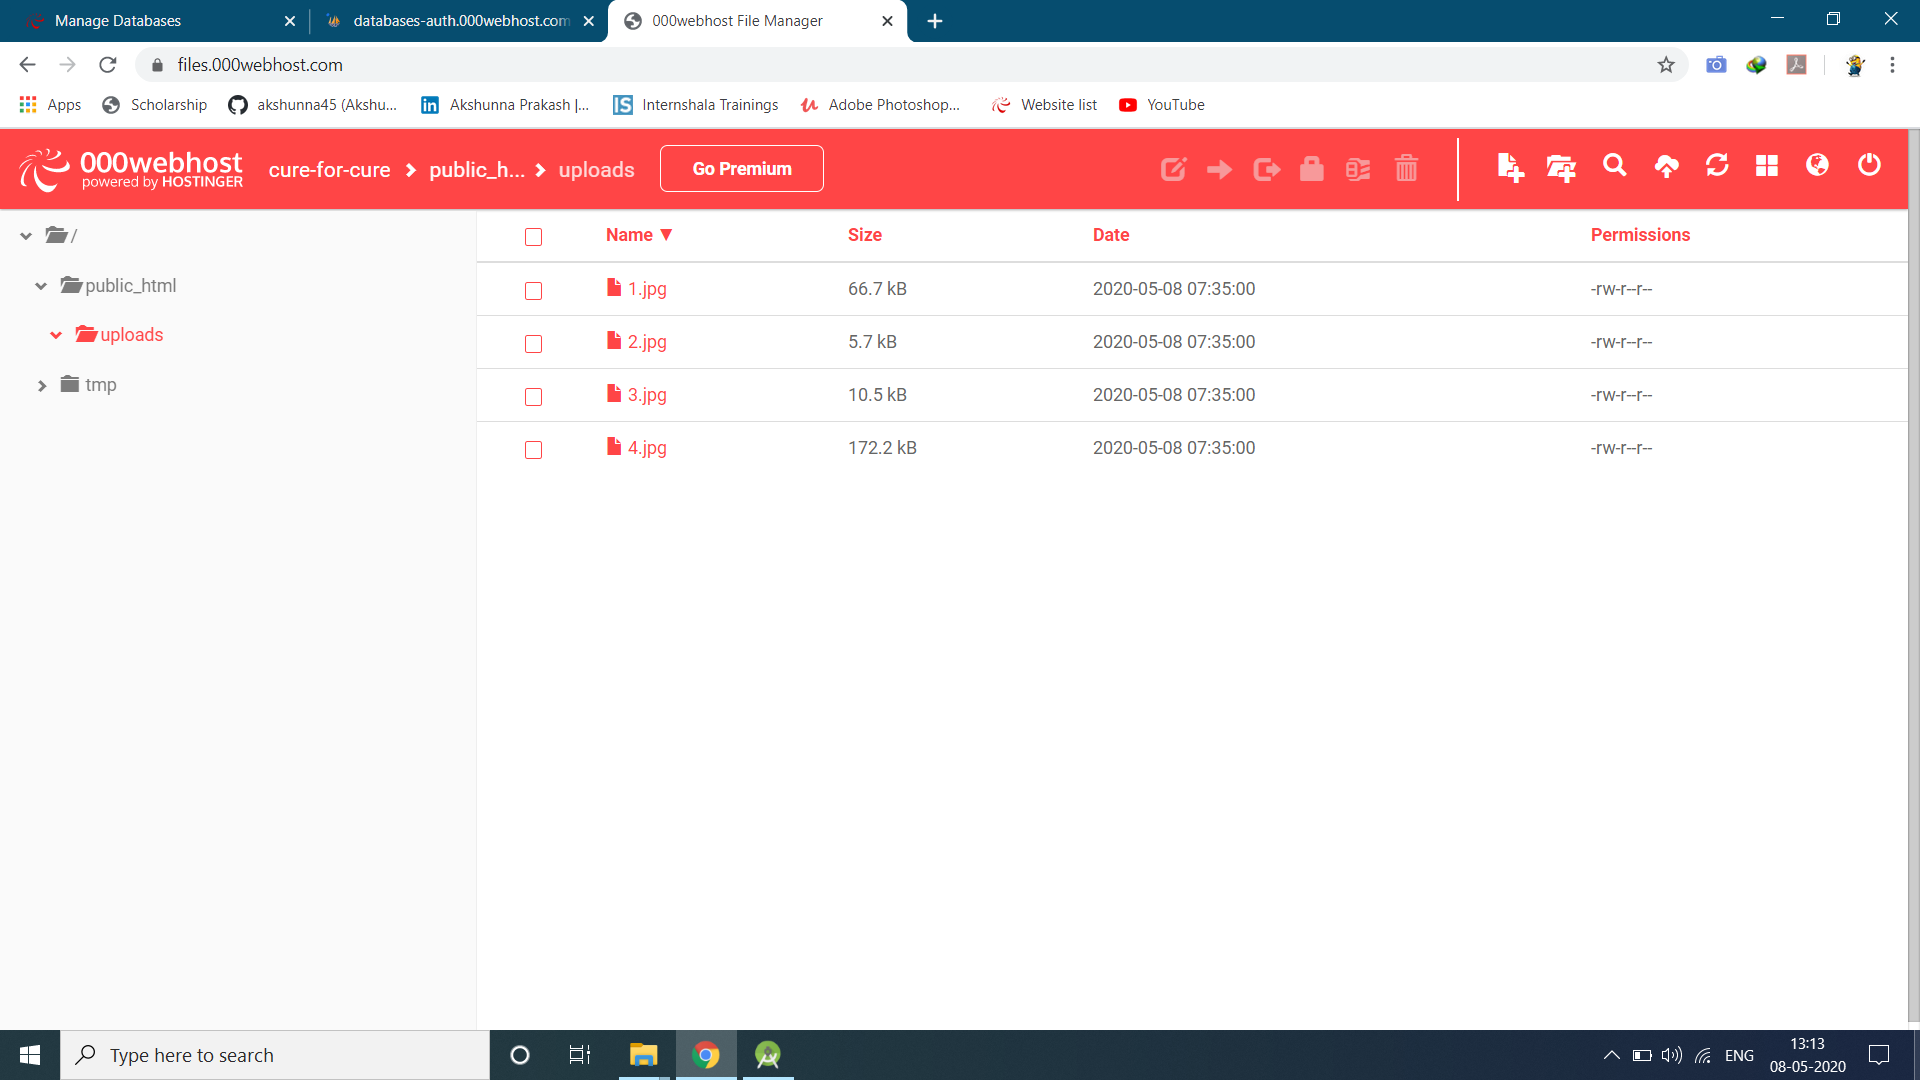 Manage Databases
databases-auth.000webhost.com
000webhost File Manager
files.000webhost.com
Apps
Scholarship
akshunna45 (Akshu...
Akshunna Prakash |...
Internshala Trainings
Adobe Photoshop...
Website list
YouTube
000webhost
powered by HOSTINGER
cure-for-cure
public_h...
uploads
Go Premium
/
public_html
uploads
tmp
Name ▼ Size Date Permissions
1.jpg 66.7 kB 2020-05-08 07:35:00 -rw-r--r--
2.jpg 5.7 kB 2020-05-08 07:35:00 -rw-r--r--
3.jpg 10.5 kB 2020-05-08 07:35:00 -rw-r--r--
4.jpg 172.2 kB 2020-05-08 07:35:00 -rw-r--r--
Type here to search
ENG
13:13
08-05-2020